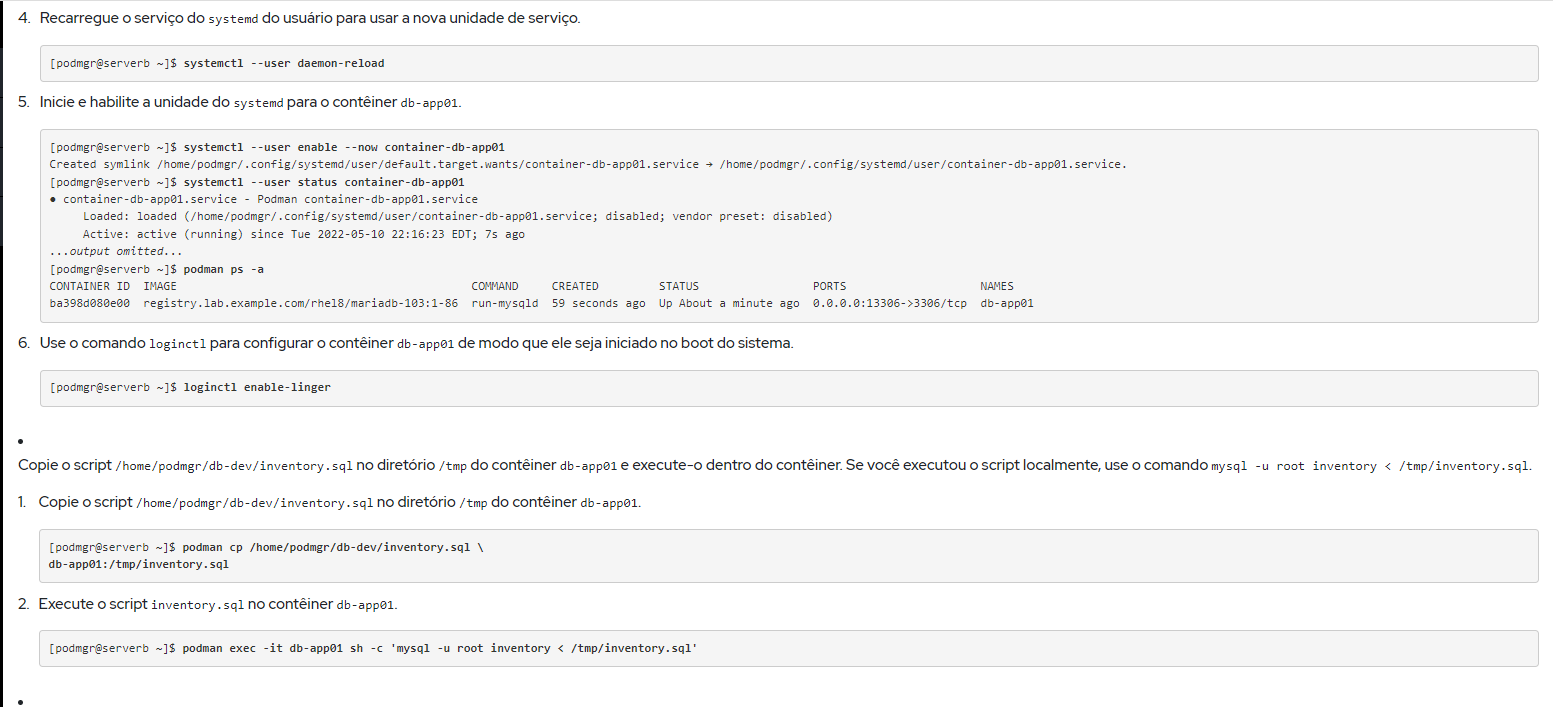 4. Recarregue o serviço do systemd do usuário para usar a nova unidade de serviço.
[podmgr@serverb ~]$ systemctl --user daemon-reload
5. Inicie e habilite a unidade do systemd para o contêiner db-app01.
[podmgr@serverb ~]$ systemctl --user enable --now container-db-app01
Created symlink /home/podmgr/.config/systemd/user/default.target.wants/container-db-app01.service → /home/podmgr/.config/systemd/user/container-db-app01.service.
[podmgr@serverb ~]$ systemctl --user status container-db-app01
● container-db-app01.service - Podman container-db-app01.service
     Loaded: loaded (/home/podmgr/.config/systemd/user/container-db-app01.service; disabled; vendor preset: disabled)
     Active: active (running) since Tue 2022-05-10 22:16:23 EDT; 7s ago
...output omitted...
[podmgr@serverb ~]$ podman ps -a
CONTAINER ID  IMAGE                                            COMMAND     CREATED         STATUS                 PORTS                    NAMES
ba398d080e00  registry.lab.example.com/rhel8/mariadb-103:1-86  run-mysqld  59 seconds ago  Up About a minute ago  0.0.0.0:13306->3306/tcp  db-app01
6. Use o comando loginctl para configurar o contêiner db-app01 de modo que ele seja iniciado no boot do sistema.
[podmgr@serverb ~]$ loginctl enable-linger
•
Copie o script /home/podmgr/db-dev/inventory.sql no diretório /tmp do contêiner db-app01 e execute-o dentro do contêiner. Se você executou o script localmente, use o comando mysql -u root inventory < /tmp/inventory.sql.
1. Copie o script /home/podmgr/db-dev/inventory.sql no diretório /tmp do contêiner db-app01.
[podmgr@serverb ~]$ podman cp /home/podmgr/db-dev/inventory.sql \
db-app01:/tmp/inventory.sql
2. Execute o script inventory.sql no contêiner db-app01.
[podmgr@serverb ~]$ podman exec -it db-app01 sh -c 'mysql -u root inventory < /tmp/inventory.sql'
•